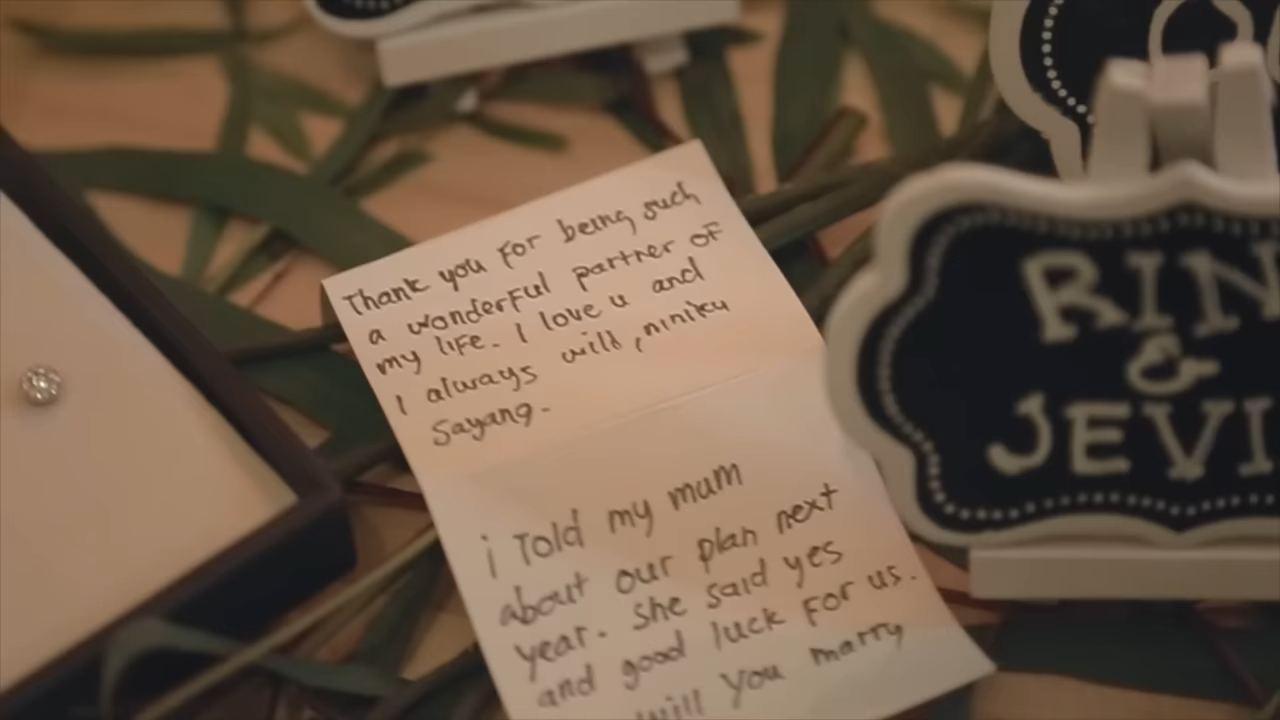 Thank you for being such
a wonderful partner of
my life. I love u and
I always will, niniku
Sayang.
i Told my mum
about our plan next
year. She said yes
and good luck for us.
will you marry
RIN
&
JEVI